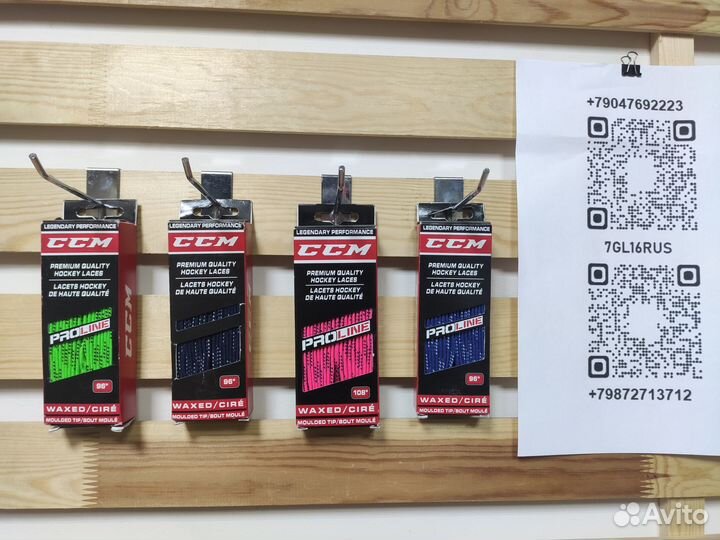 LEGENDARY PERFORMANCE
CCM
PREMIUM QUALITY
HOCKEY LACES
LACETS HOCKEY
DE HAUTE QUALITÉ
PROLINE
96"
WAXED/CIRÉ
MOULDED TIP/BOUT MOULÉ
CCM
LEGENDARY PERFORMANCE
CCM
PREMIUM QUALITY
HOCKEY LACES
LACETS HOCKEY
DE HAUTE QUALITÉ
96"
WAXED/CIRÉ
MOULDED TIP/BOUT MOULÉ
LEGENDARY PERFORMANCE
CCM
PREMIUM QUALITY
HOCKEY LACES
LACETS HOCKEY
DE HAUTE QUALITÉ
PROLINE
108"
WAXED/CIRÉ
MOULDED TIP/BOUT MOULÉ
LEGENDARY PERFORMANCE
CCM
PREMIUM QUALITY
HOCKEY LACES
LACETS HOCKEY
DE HAUTE QUALITÉ
PROLINE
96"
WAXED/CIRÉ
MOULDED TIP/BOUT MOULÉ
+79047692223
7GL16RUS
+79872713712
Avito